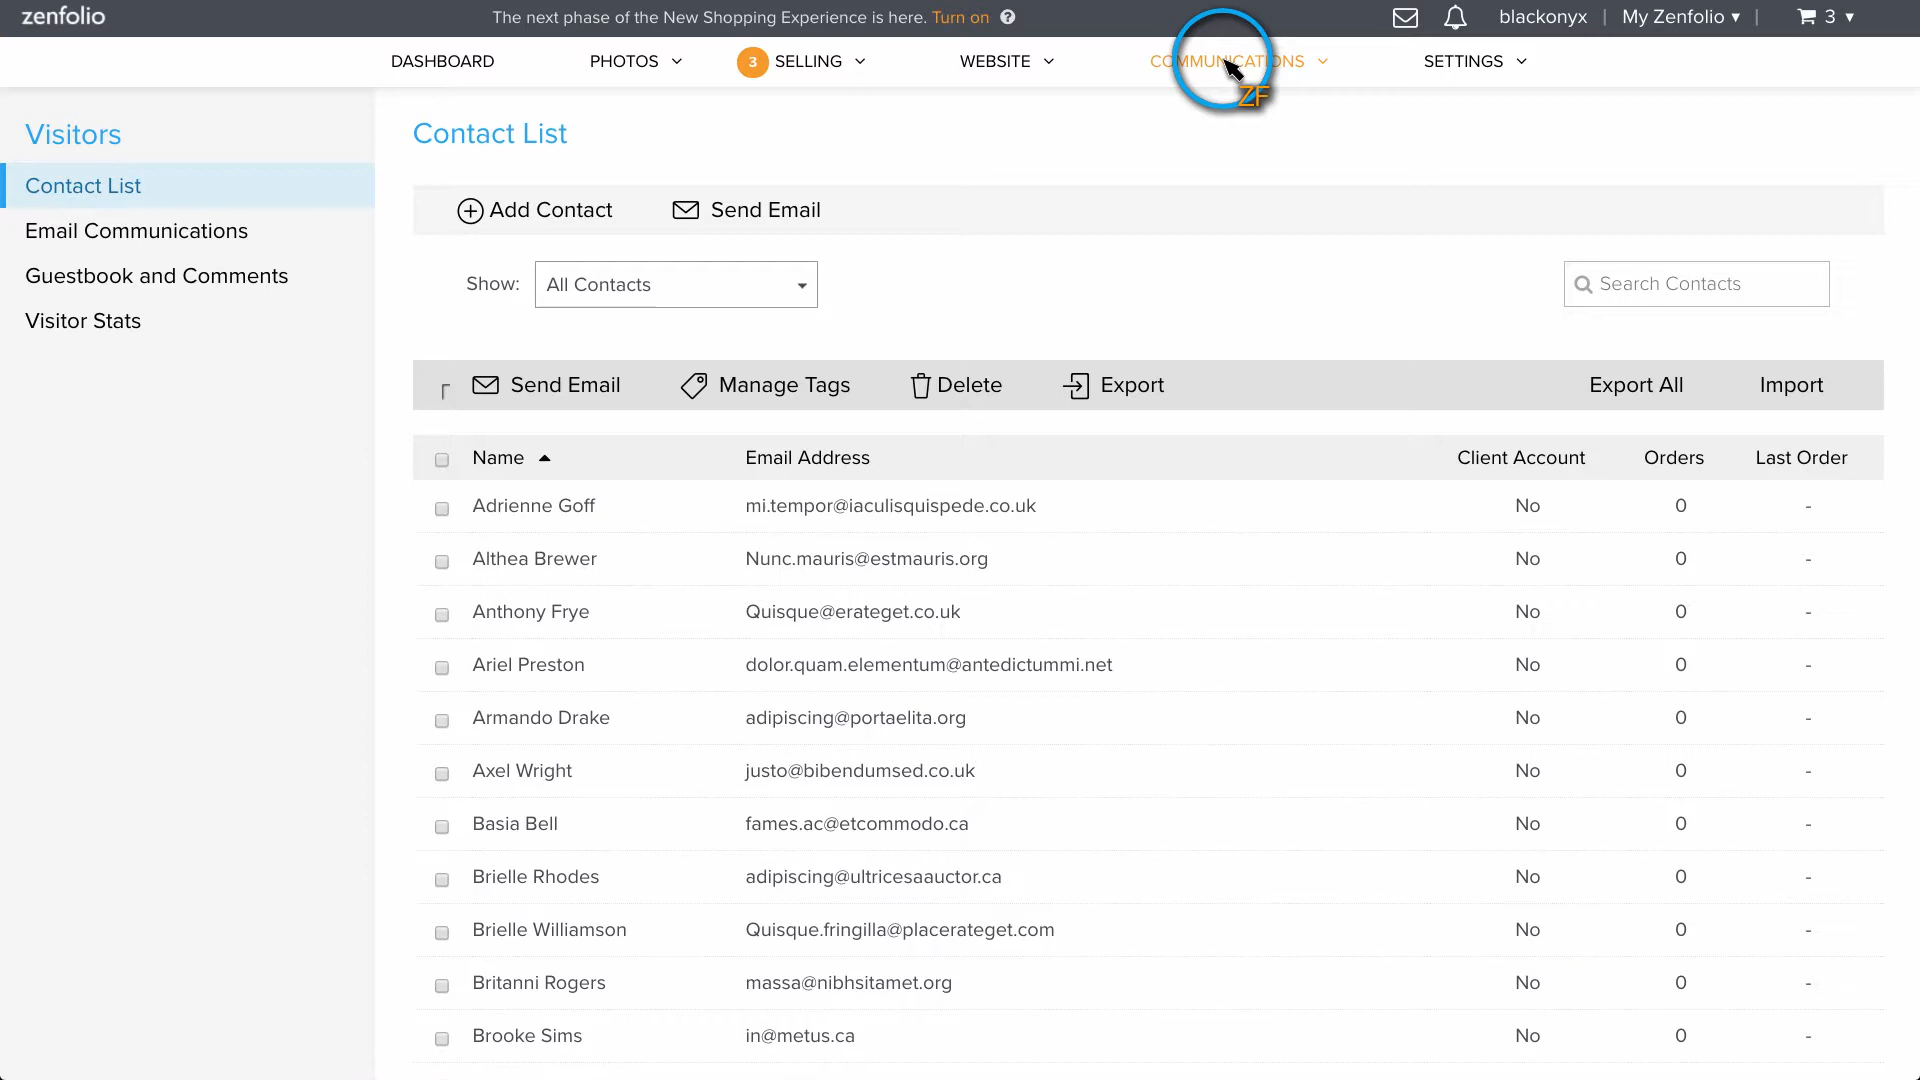 zenfolio
The next phase of the New Shopping Experience is here. Turn on
blackonyx | My Zenfolio ▾ | 3 ▾
DASHBOARD
PHOTOS
3 SELLING
WEBSITE
COMMUNICATIONS
SETTINGS
ZF
Visitors
Contact List
Email Communications
Guestbook and Comments
Visitor Stats
Contact List
Add Contact
Send Email
Show: All Contacts
Search Contacts
Send Email
Manage Tags
Delete
Export
Export All
Import
Name Email Address Client Account Orders Last Order
Adrienne Goff mi.tempor@iaculisquispede.co.uk No 0 -
Althea Brewer Nunc.mauris@estmauris.org No 0 -
Anthony Frye Quisque@erateget.co.uk No 0 -
Ariel Preston dolor.quam.elementum@antedictummi.net No 0 -
Armando Drake adipiscing@portaelita.org No 0 -
Axel Wright justo@bibendumsed.co.uk No 0 -
Basia Bell fames.ac@etcommodo.ca No 0 -
Brielle Rhodes adipiscing@ultricesaauctor.ca No 0 -
Brielle Williamson Quisque.fringilla@placerateget.com No 0 -
Britanni Rogers massa@nibhsitamet.org No 0 -
Brooke Sims in@metus.ca No 0 -